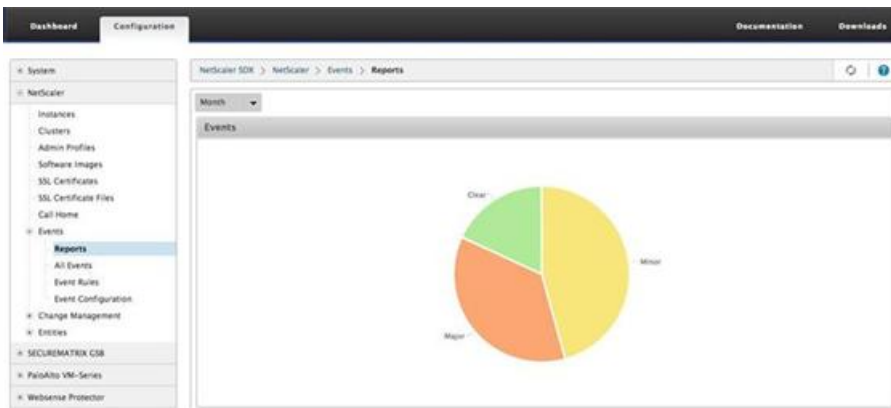 Dashboard
Configuration
Documentation
Downloads
System
NetScaler
Instances
Clusters
Admin Profiles
Software Images
SSL Certificates
SSL Certificate Files
Call Home
Events
Reports
All Events
Event Rules
Event Configuration
Change Management
Entities
SECUREMATRIX GSB
PaloAlto VM-Series
Websense Protector
NetScaler SDX > NetScaler > Events > Reports
Month
Events
Clear
Minor
Major